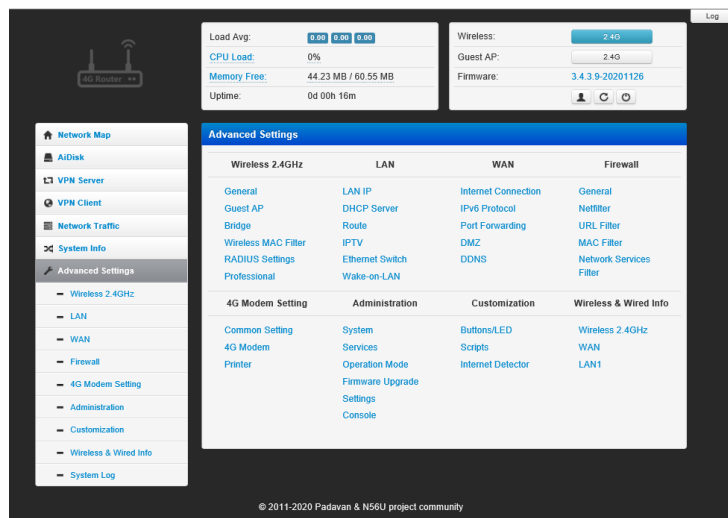 Log
4G Router
Load Avg: 0.00 0.00 0.00
CPU Load: 0%
Memory Free: 44.23 MB / 60.55 MB
Uptime: 0d 00h 16m
Wireless: 2.4G
Guest AP: 2.4G
Firmware: 3.4.3.9-20201126
Network Map
AiDisk
VPN Server
VPN Client
Network Traffic
System Info
Advanced Settings
Wireless 2.4GHz
LAN
WAN
Firewall
4G Modem Setting
Administration
Customization
Wireless & Wired Info
System Log
Advanced Settings
Wireless 2.4GHz
General
Guest AP
Bridge
Wireless MAC Filter
RADIUS Settings
Professional
LAN
LAN IP
DHCP Server
Route
IPTV
Ethernet Switch
Wake-on-LAN
WAN
Internet Connection
IPv6 Protocol
Port Forwarding
DMZ
DDNS
Firewall
General
Netfilter
URL Filter
MAC Filter
Network Services
Filter
4G Modem Setting
Common Setting
4G Modem
Printer
Administration
System
Services
Operation Mode
Firmware Upgrade
Settings
Console
Customization
Buttons/LED
Scripts
Internet Detector
Wireless & Wired Info
Wireless 2.4GHz
WAN
LAN1
© 2011-2020 Padavan & N56U project community